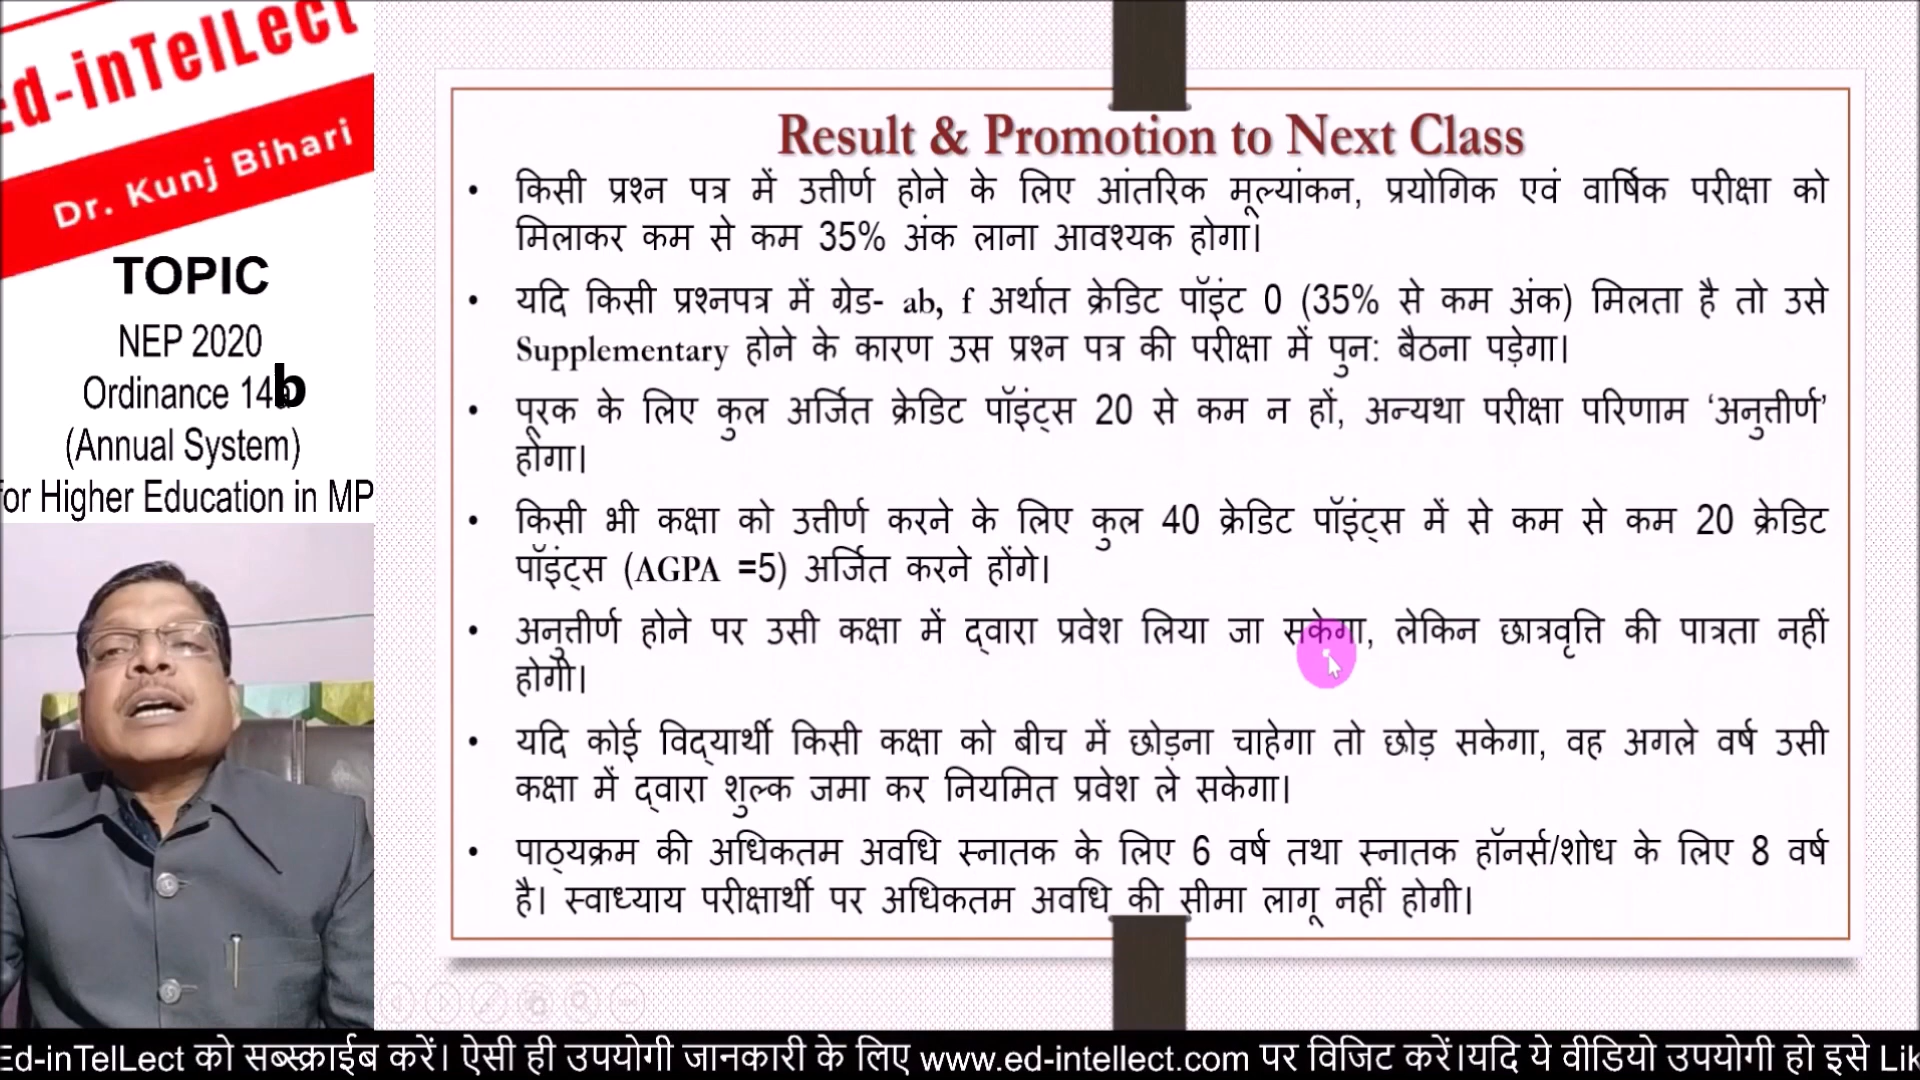 Ed-inTelLect
Dr. Kunj Bihari
TOPIC
NEP 2020
Ordinance 14b
(Annual System)
for Higher Education in MP
Result & Promotion to Next Class
• किसी प्रश्न पत्र में उत्तीर्ण होने के लिए आंतरिक मूल्यांकन, प्रयोगिक एवं वार्षिक परीक्षा को
मिलाकर कम से कम 35% अंक लाना आवश्यक होगा।
• यदि किसी प्रश्नपत्र में ग्रेड- ab, f अर्थात क्रेडिट पॉइंट 0 (35% से कम अंक) मिलता है तो उसे
Supplementary होने के कारण उस प्रश्न पत्र की परीक्षा में पुन: बैठना पड़ेगा।
• पूरक के लिए कुल अर्जित क्रेडिट पॉइंट्स 20 से कम न हों, अन्यथा परीक्षा परिणाम ‘अनुत्तीर्ण’
होगा।
• किसी भी कक्षा को उत्तीर्ण करने के लिए कुल 40 क्रेडिट पॉइंट्स में से कम से कम 20 क्रेडिट
पॉइंट्स (AGPA =5) अर्जित करने होंगे।
• अनुत्तीर्ण होने पर उसी कक्षा में द्वारा प्रवेश लिया जा सकेगा, लेकिन छात्रवृत्ति की पात्रता नहीं
होगी।
• यदि कोई विद्यार्थी किसी कक्षा को बीच में छोड़ना चाहेगा तो छोड़ सकेगा, वह अगले वर्ष उसी
कक्षा में द्वारा शुल्क जमा कर नियमित प्रवेश ले सकेगा।
• पाठ्यक्रम की अधिकतम अवधि स्नातक के लिए 6 वर्ष तथा स्नातक हॉनर्स/शोध के लिए 8 वर्ष
है। स्वाध्याय परीक्षार्थी पर अधिकतम अवधि की सीमा लागू नहीं होगी।
Ed-inTelLect को सब्स्क्राईब करें। ऐसी ही उपयोगी जानकारी के लिए www.ed-intellect.com पर विजिट करें।यदि ये वीडियो उपयोगी हो इसे Lik